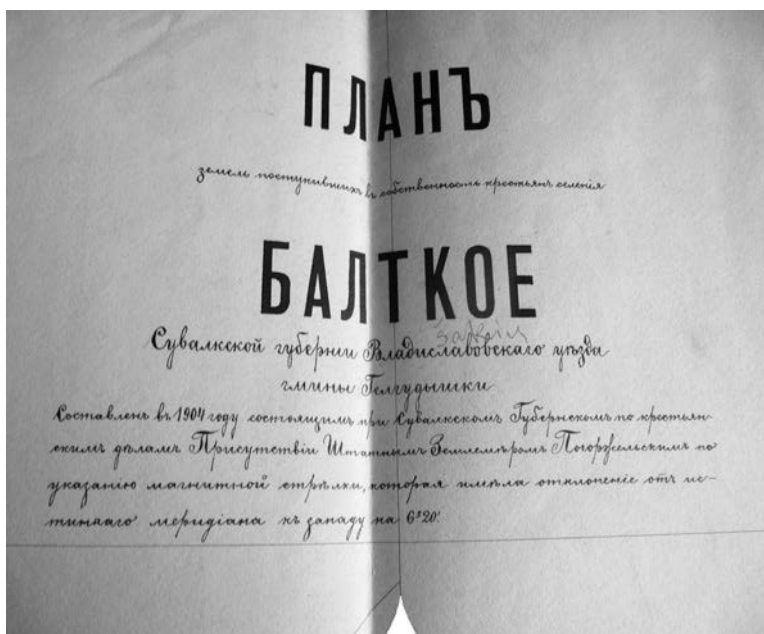 ПЛАНЪ
земель поступившихъ въ собственность крестьянъ селенія
БАЛТКОЕ
Сувалкской губерніи Владиславовскаго уѣзда
гмины Гелгудышки
Составленъ въ 1904 году состоящимъ при Сувалкскомъ Губернскомъ по крестьян-
скимъ дѣламъ Присутствіи Штатнымъ Землемѣромъ Погоржельскимъ по
указанію магнитной стрѣлки, которая имѣла отклоненіе отъ ис-
тиннаго меридіана къ западу на 6°20'.